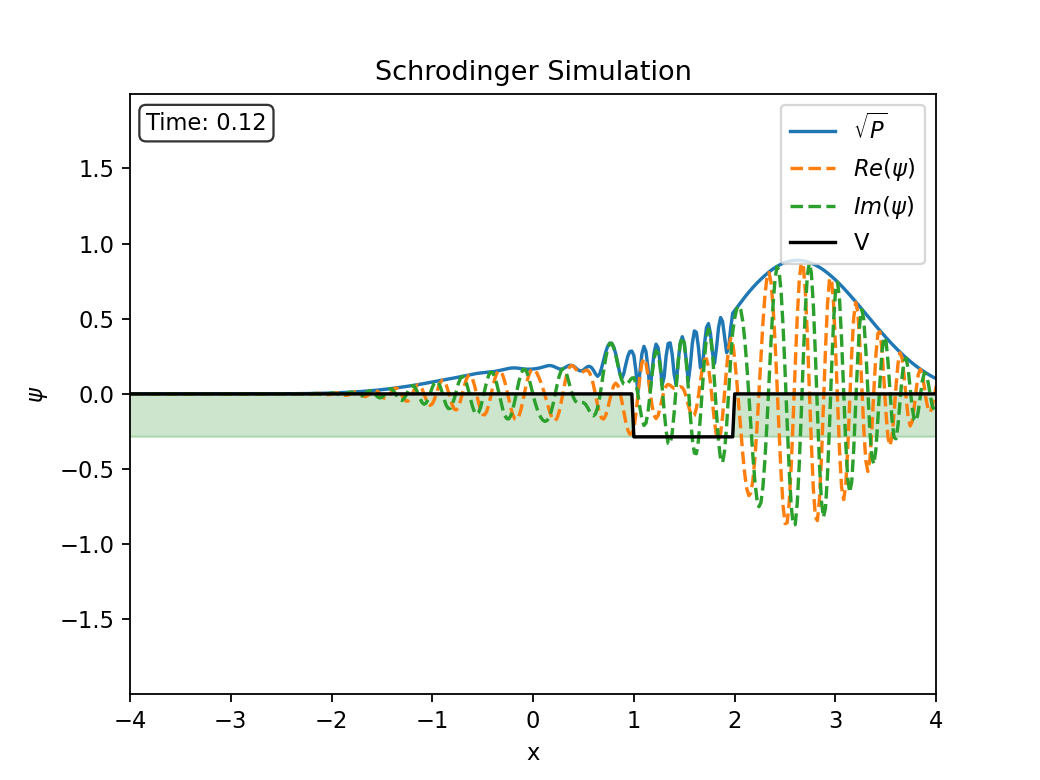 Schrodinger Simulation
Time: 0.12
√P
Re(ψ)
Im(ψ)
V
1.5
1.0
0.5
0.0
−0.5
−1.0
−1.5
ψ
−4 −3 −2 −1 0 1 2 3 4
x